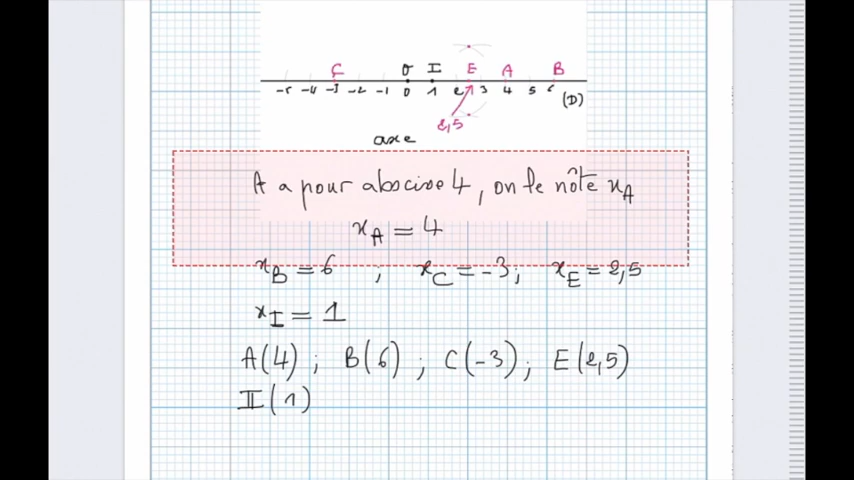 C O I E A B
-5 -4 -3 -2 -1 0 1 2 3 4 5 6 (D)
2,5
axe
A a pour abscisse 4, on le note x_A
x_A = 4
x_B = 6 ; x_C = -3; x_E = 2,5
x_I = 1
A(4) ; B(6) ; C(-3) ; E(2,5)
I(1)